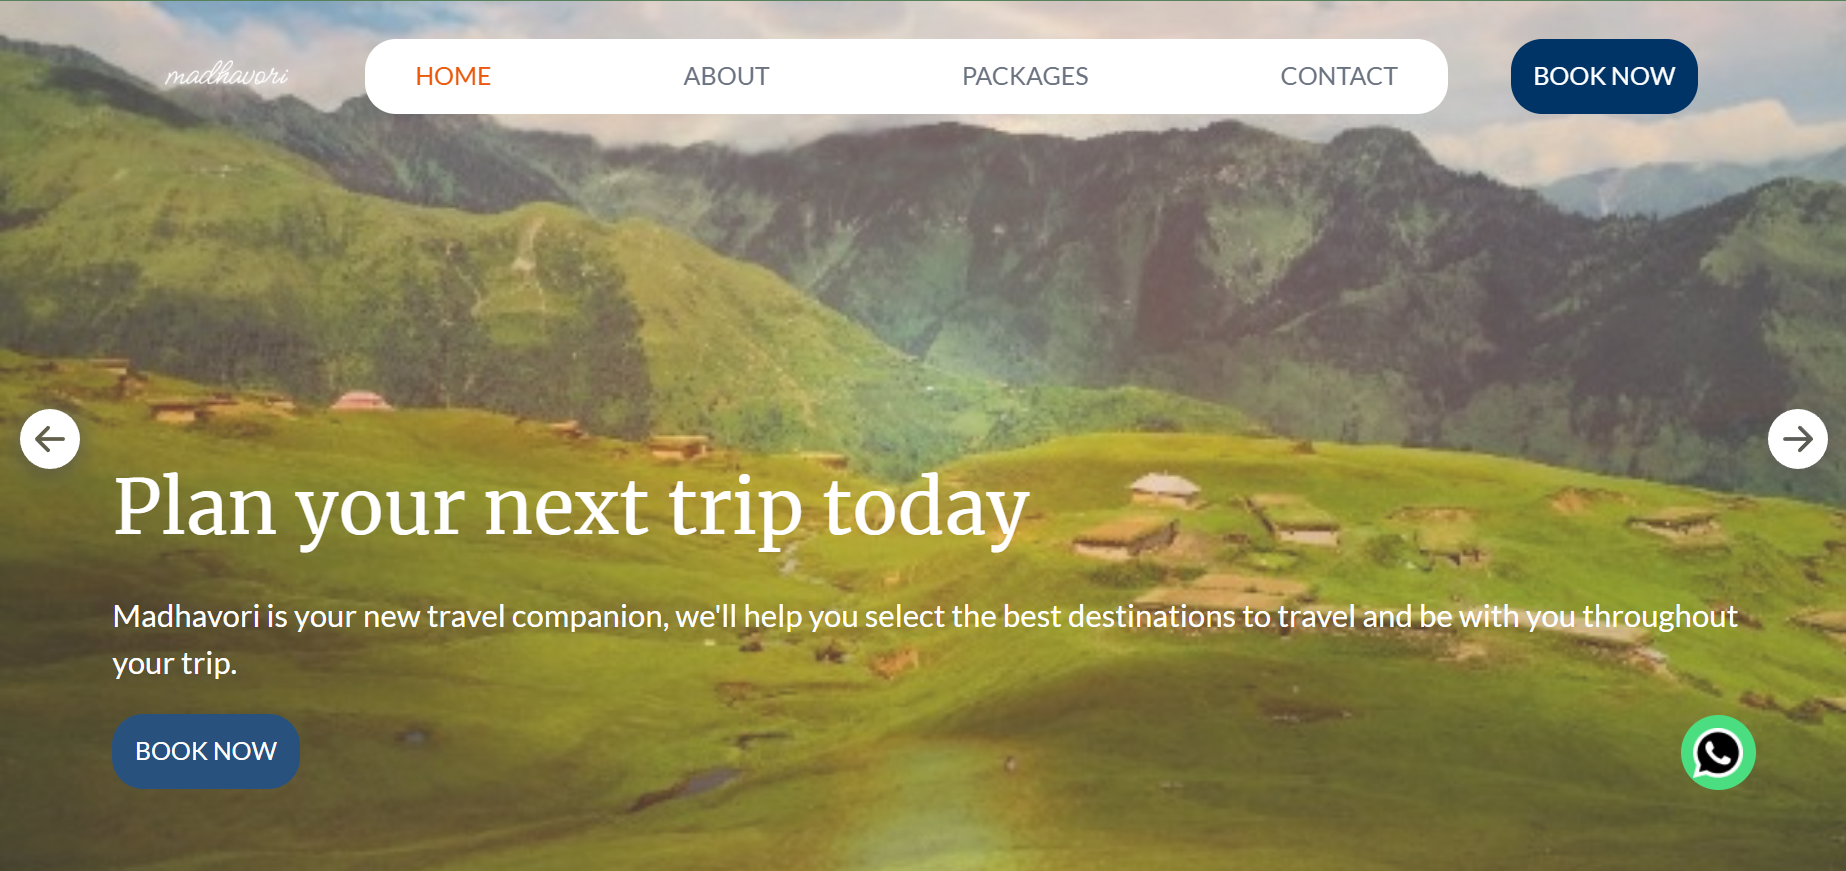 madhavori
HOME
ABOUT
PACKAGES
CONTACT
BOOK NOW
Plan your next trip today
Madhavori is your new travel companion, we'll help you select the best destinations to travel and be with you throughout
your trip.
BOOK NOW